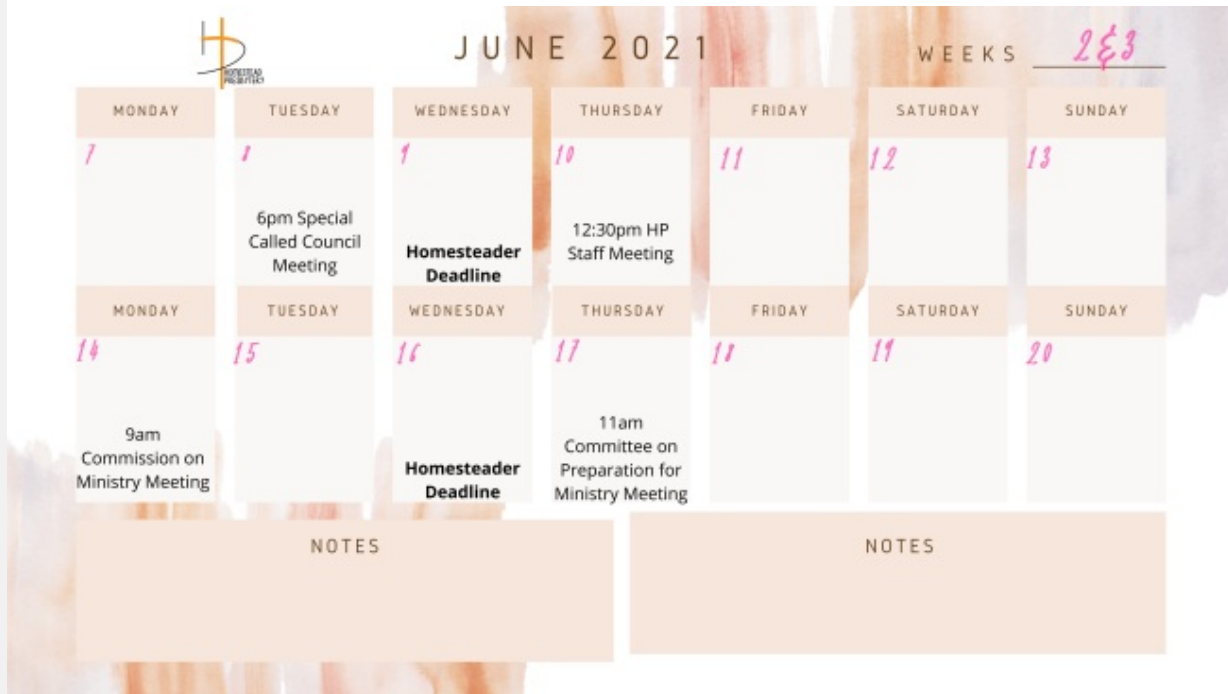 HOMESTEAD
PRESBYTERY
JUNE 2021
WEEKS 2&3
MONDAY TUESDAY WEDNESDAY THURSDAY FRIDAY SATURDAY SUNDAY
7 8 9 10 11 12 13
6pm Special
Called Council
Meeting
Homesteader
Deadline
12:30pm HP
Staff Meeting
MONDAY TUESDAY WEDNESDAY THURSDAY FRIDAY SATURDAY SUNDAY
14 15 16 17 18 19 20
9am
Commission on
Ministry Meeting
Homesteader
Deadline
11am
Committee on
Preparation for
Ministry Meeting
NOTES NOTES